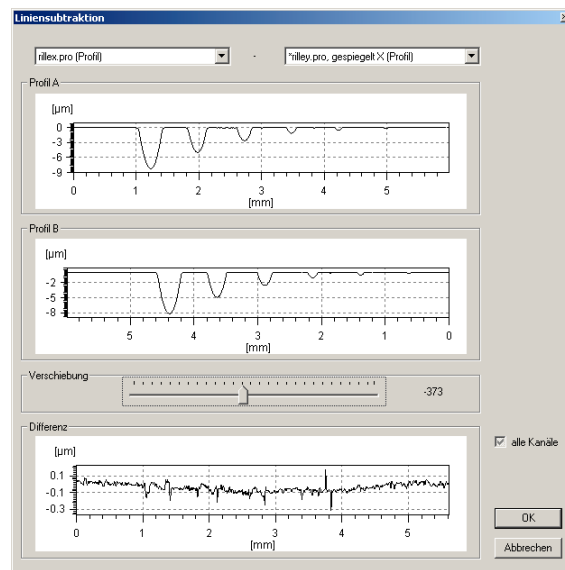 Liniensubtraktion
rillex.pro (Profil) - *rilley.pro, gespiegelt X (Profil)
Profil A
[µm]
0
-3
-6
-9
0 1 2 3 4 5
[mm]
Profil B
[µm]
-2
-5
-8
5 4 3 2 1 0
[mm]
Verschiebung
-373
Differenz
[µm]
0.1
-0.1
-0.3
0 1 2 3 4 5
[mm]
alle Kanäle
OK
Abbrechen